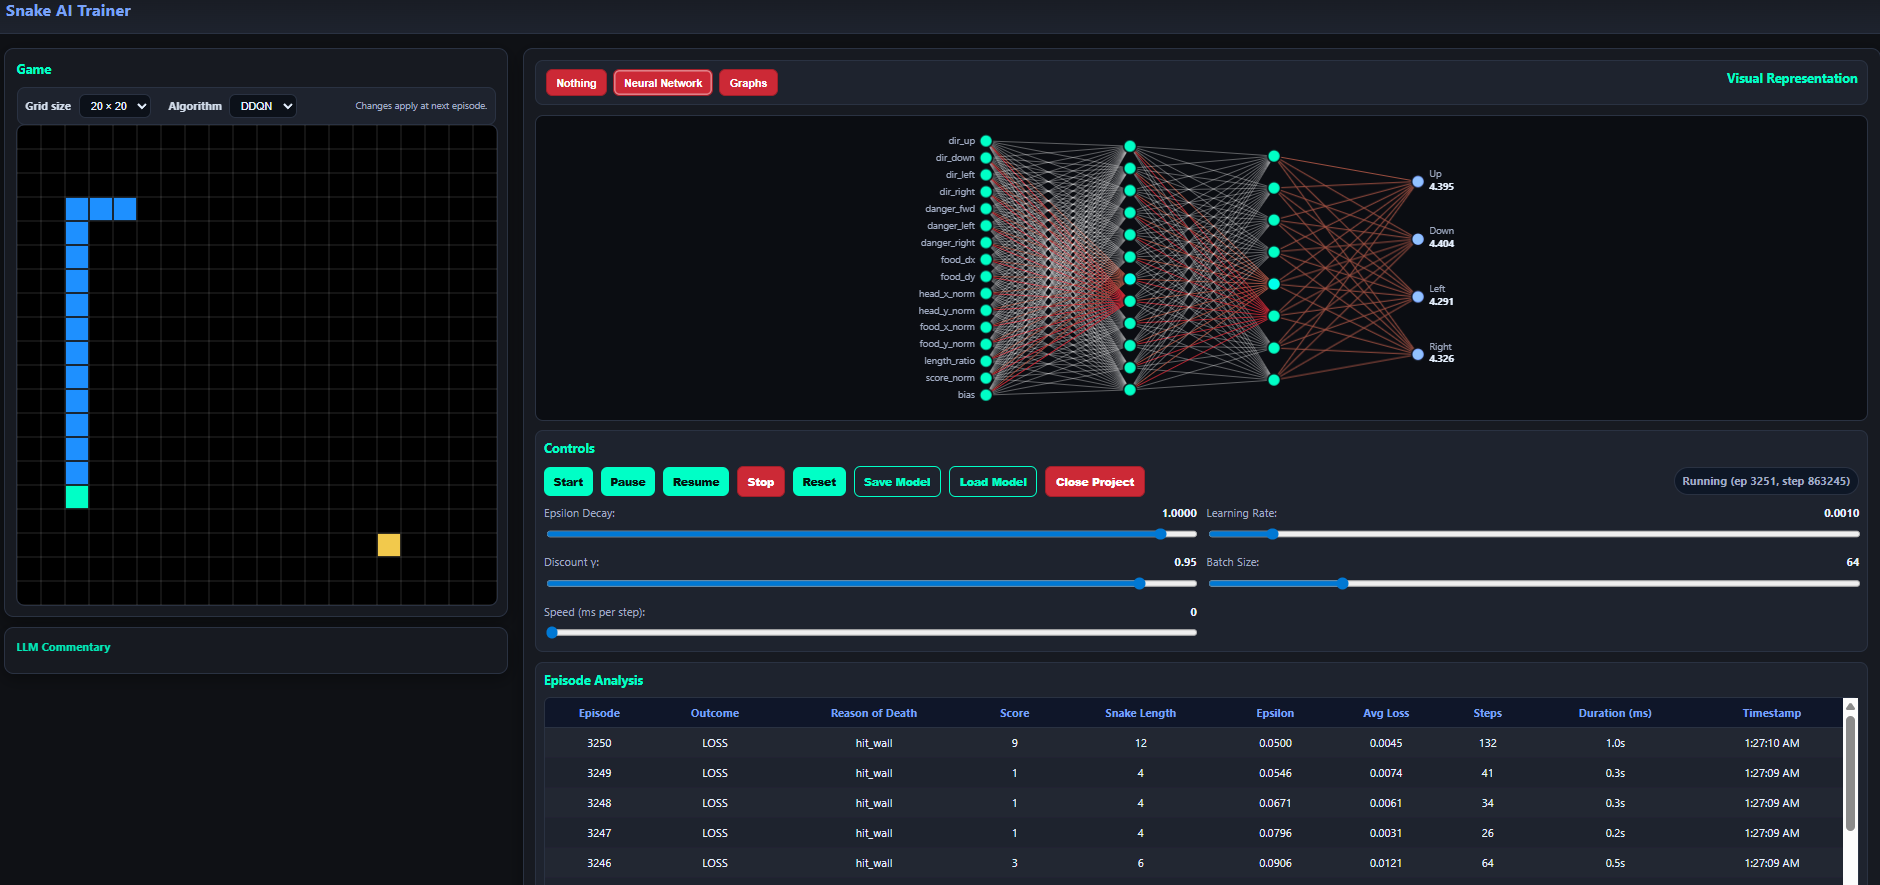 Snake AI Trainer
Game
Grid size 20 × 20 Algorithm DDQN Changes apply at next episode.
LLM Commentary
Nothing Neural Network Graphs Visual Representation
dir_up
dir_down
dir_left
dir_right
danger_fwd
danger_left
danger_right
food_dx
food_dy
head_x_norm
head_y_norm
food_x_norm
food_y_norm
length_ratio
score_norm
bias
Up
4.395
Down
4.404
Left
4.291
Right
4.326
Controls
Start Pause Resume Stop Reset Save Model Load Model Close Project Running (ep 3251, step 863245)
Epsilon Decay: 1.0000 Learning Rate: 0.0010
Discount γ: 0.95 Batch Size: 64
Speed (ms per step): 0
Episode Analysis
Episode Outcome Reason of Death Score Snake Length Epsilon Avg Loss Steps Duration (ms) Timestamp
3250 LOSS hit_wall 9 12 0.0500 0.0045 132 1.0s 1:27:10 AM
3249 LOSS hit_wall 1 4 0.0546 0.0074 41 0.3s 1:27:09 AM
3248 LOSS hit_wall 1 4 0.0671 0.0061 34 0.3s 1:27:09 AM
3247 LOSS hit_wall 1 4 0.0796 0.0031 26 0.2s 1:27:09 AM
3246 LOSS hit_wall 3 6 0.0906 0.0121 64 0.5s 1:27:09 AM